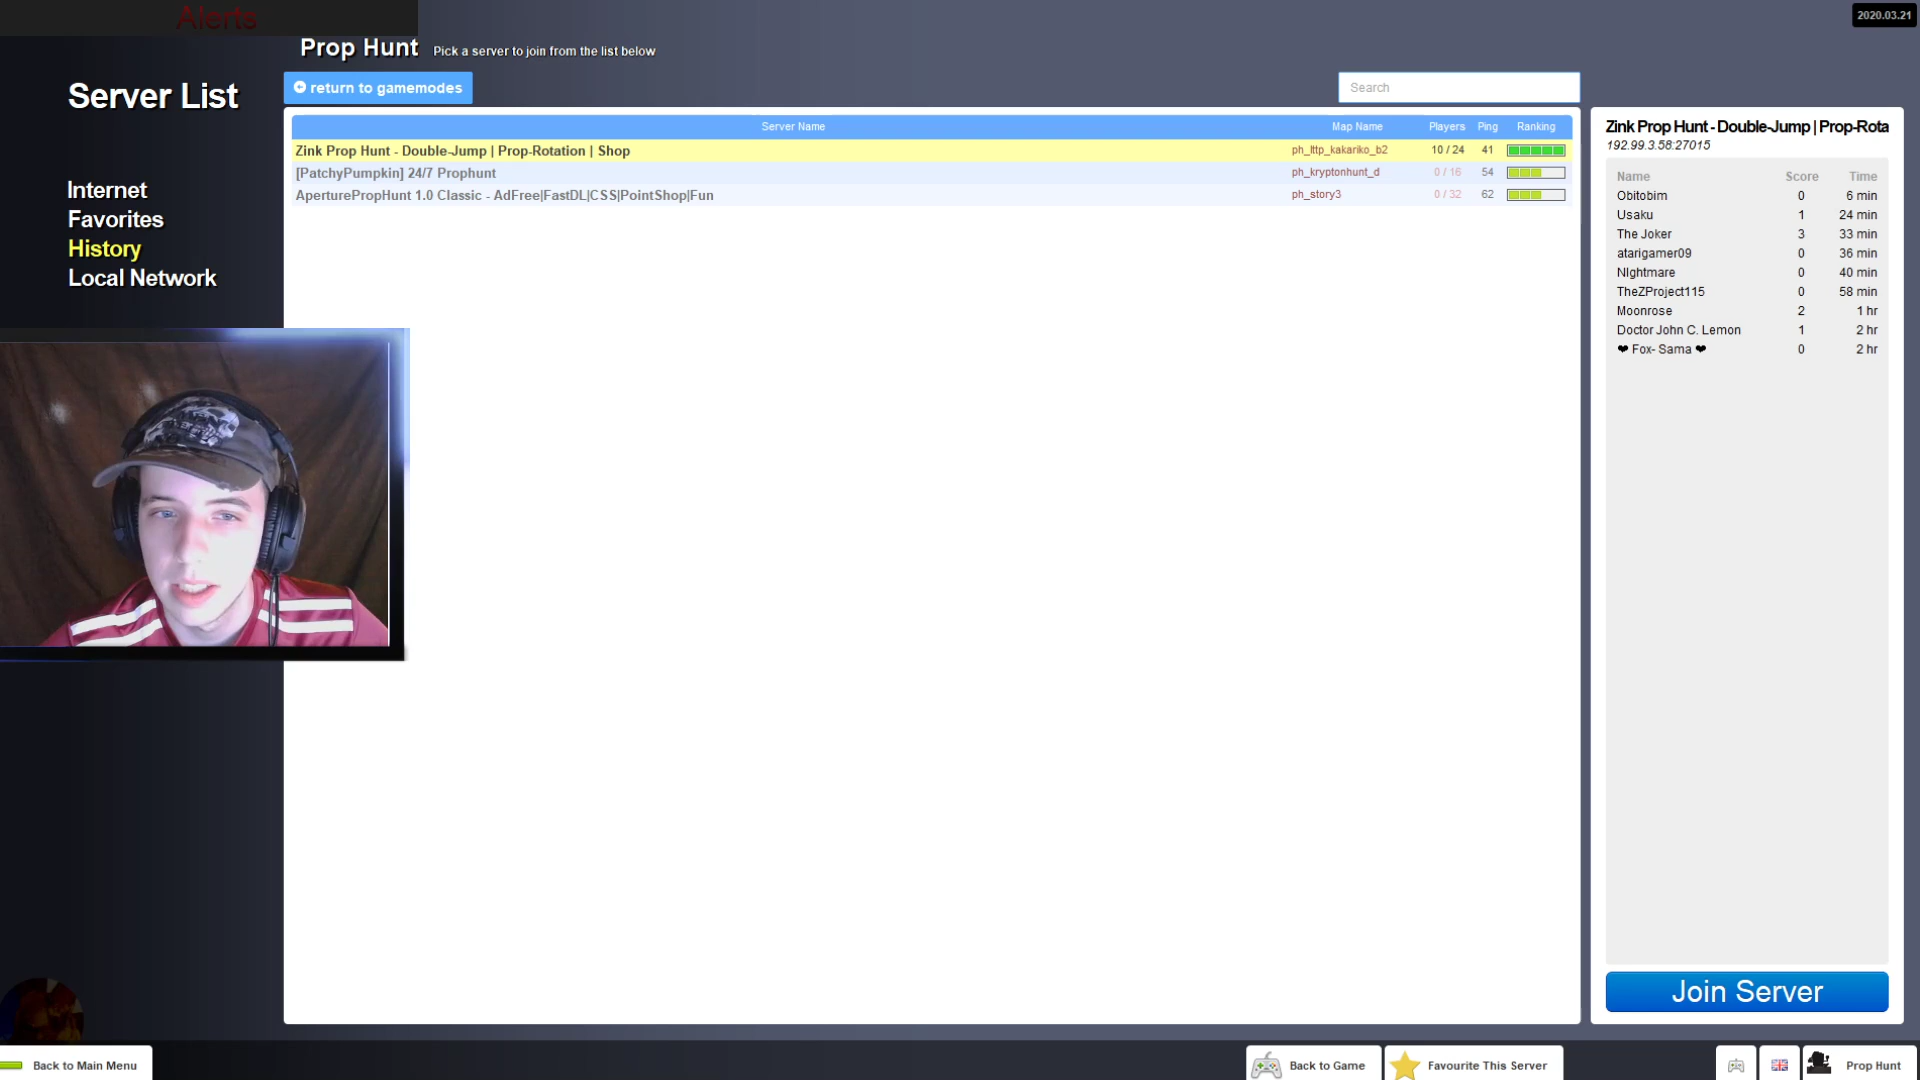 Alerts
2020.03.21
Prop Hunt Pick a server to join from the list below
Server List
return to gamemodes
Search
Internet
Favorites
History
Local Network
Server Name Map Name Players Ping Ranking
Zink Prop Hunt - Double-Jump | Prop-Rotation | Shop ph_lttp_kakariko_b2 10 / 24 41
[PatchyPumpkin] 24/7 Prophunt ph_kryptonhunt_d 0 / 16 54
AperturePropHunt 1.0 Classic - AdFree|FastDL|CSS|PointShop|Fun ph_story3 0 / 32 62
Zink Prop Hunt - Double-Jump | Prop-Rota
192.99.3.58:27015
Name Score Time
Obitobim 0 6 min
Usaku 1 24 min
The Joker 3 33 min
atarigamer09 0 36 min
NIghtmare 0 40 min
TheZProject115 0 58 min
Moonrose 2 1 hr
Doctor John C. Lemon 1 2 hr
❤ Fox- Sama ❤ 0 2 hr
Join Server
Back to Main Menu
Back to Game
Favourite This Server
Prop Hunt